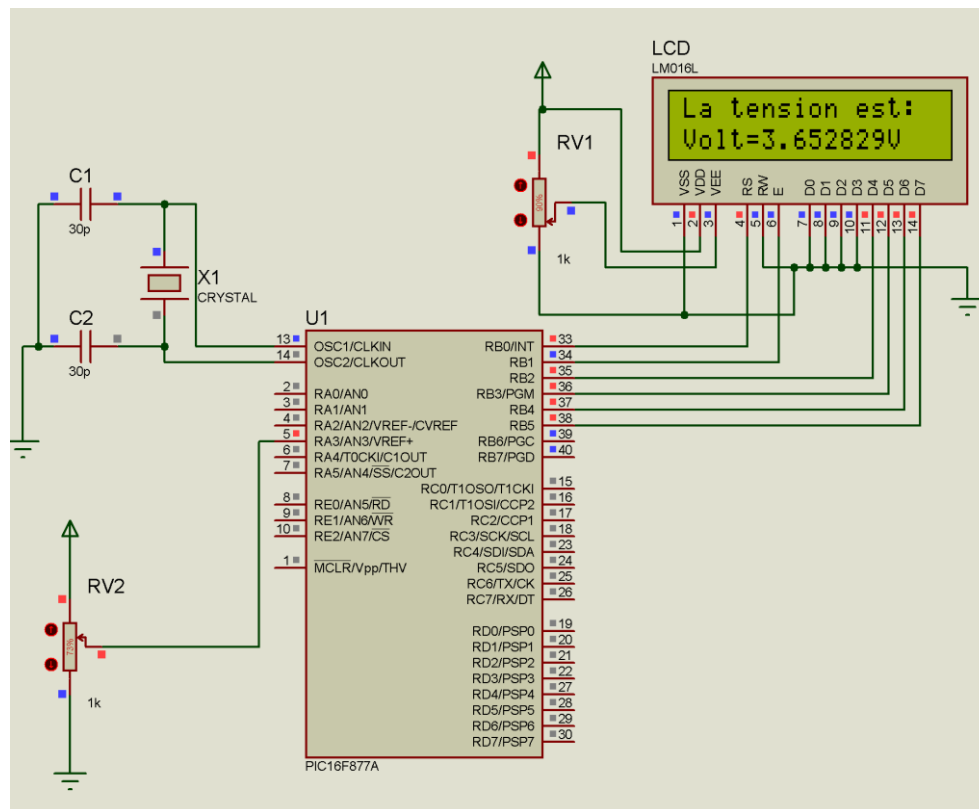 LCD
LM016L
La tension est:
Volt=3.652829V
RV1
90%
1k
VSS
VDD
VEE
RS
RW
E
D0
D1
D2
D3
D4
D5
D6
D7
1
2
3
4
5
6
7
8
9
10
11
12
13
14
C1
30p
X1
CRYSTAL
C2
30p
U1
13 OSC1/CLKIN
14 OSC2/CLKOUT
2 RA0/AN0
3 RA1/AN1
4 RA2/AN2/VREF-/CVREF
5 RA3/AN3/VREF+
6 RA4/T0CKI/C1OUT
7 RA5/AN4/SS/C2OUT
8 RE0/AN5/RD
9 RE1/AN6/WR
10 RE2/AN7/CS
1 MCLR/Vpp/THV
RB0/INT 33
RB1 34
RB2 35
RB3/PGM 36
RB4 37
RB5 38
RB6/PGC 39
RB7/PGD 40
RC0/T1OSO/T1CKI 15
RC1/T1OSI/CCP2 16
RC2/CCP1 17
RC3/SCK/SCL 18
RC4/SDI/SDA 23
RC5/SDO 24
RC6/TX/CK 25
RC7/RX/DT 26
RD0/PSP0 19
RD1/PSP1 20
RD2/PSP2 21
RD3/PSP3 22
RD4/PSP4 27
RD5/PSP5 28
RD6/PSP6 29
RD7/PSP7 30
PIC16F877A
RV2
73%
1k